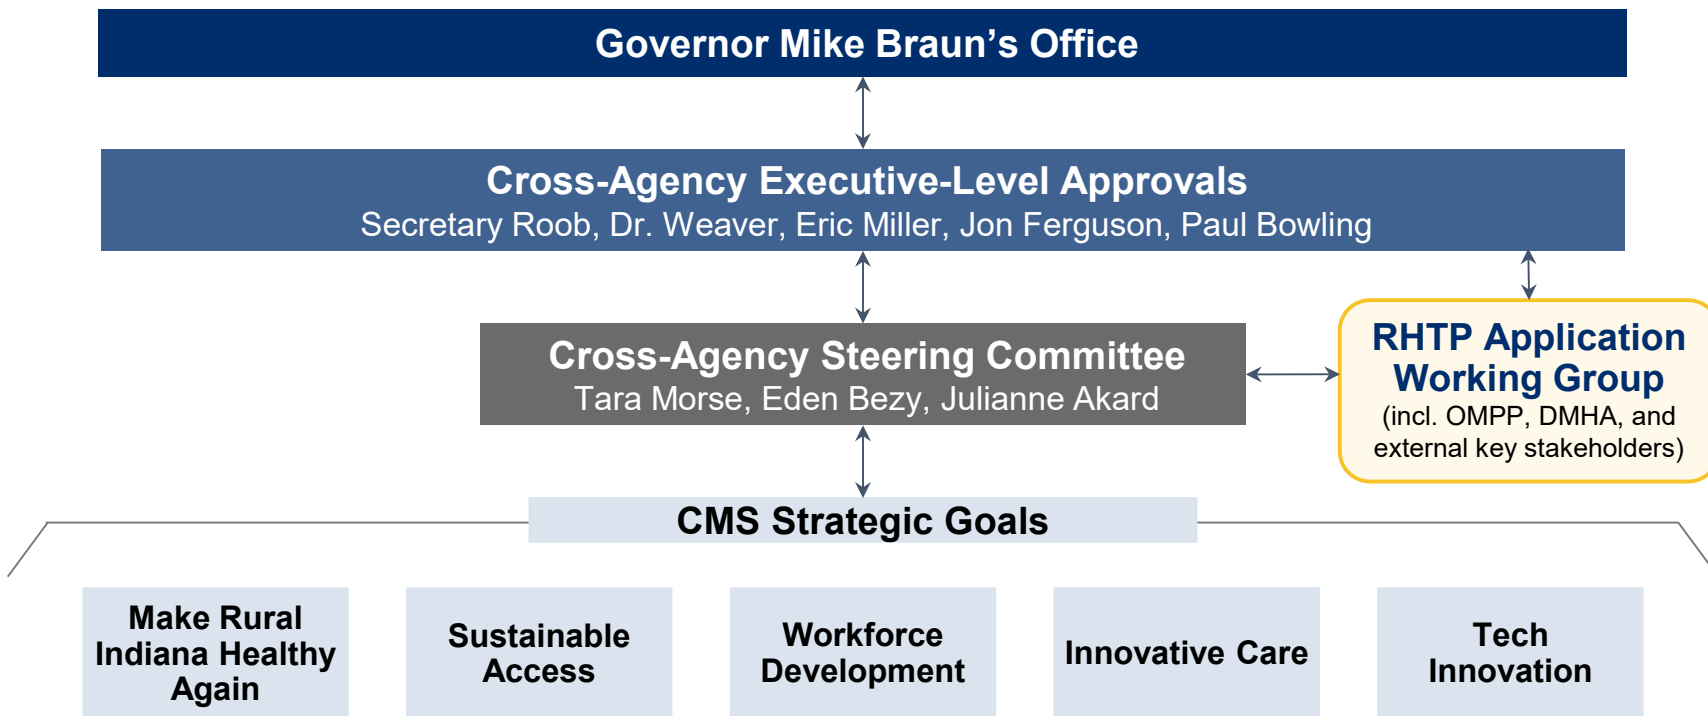 Governor Mike Braun’s Office
Cross-Agency Executive-Level Approvals
Secretary Roob, Dr. Weaver, Eric Miller, Jon Ferguson, Paul Bowling
Cross-Agency Steering Committee
Tara Morse, Eden Bezy, Julianne Akard
RHTP Application
Working Group
(incl. OMPP, DMHA, and
external key stakeholders)
CMS Strategic Goals
Make Rural
Indiana Healthy
Again
Sustainable
Access
Workforce
Development
Innovative Care
Tech
Innovation